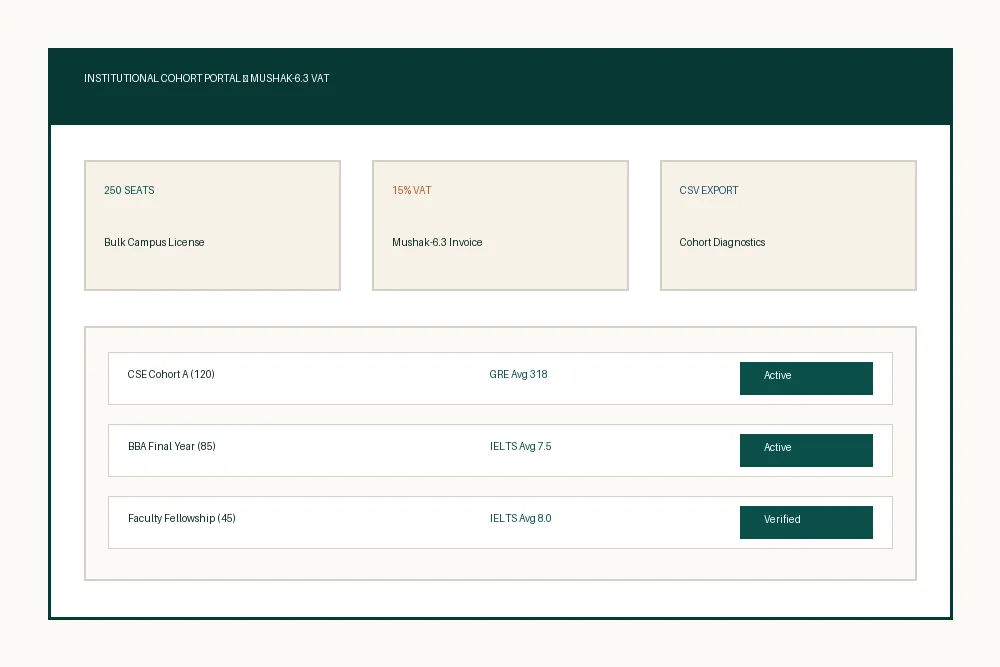 INSTITUTIONAL COHORT PORTAL MUSHAK-6.3 VAT
250 SEATS
Bulk Campus License
15% VAT
Mushak-6.3 Invoice
CSV EXPORT
Cohort Diagnostics
CSE Cohort A (120)
GRE Avg 318
Active
BBA Final Year (85)
IELTS Avg 7.5
Active
Faculty Fellowship (45)
IELTS Avg 8.0
Verified